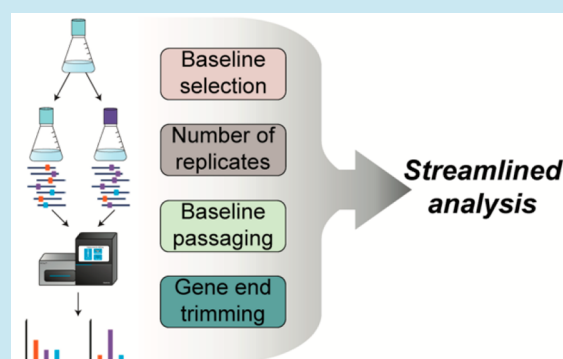 Baseline
selection
Number of
replicates
Baseline
passaging
Gene end
trimming
Streamlined
analysis